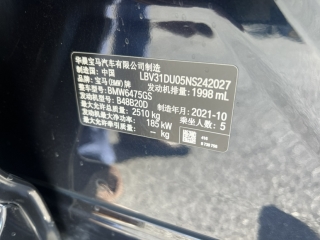 华晨宝马汽车有限公司制造
制造国: 中国 LBV31DU05NS242027
品牌: 宝马(BMW)牌 发动机排量: 1998 mL
整车型号: BMW6475GS
发动机型号: B48B20D 制造年月: 2021-10
最大允许总质量: 2510 kg 乘坐人数: 5
发动机最大净功率: 185 kW